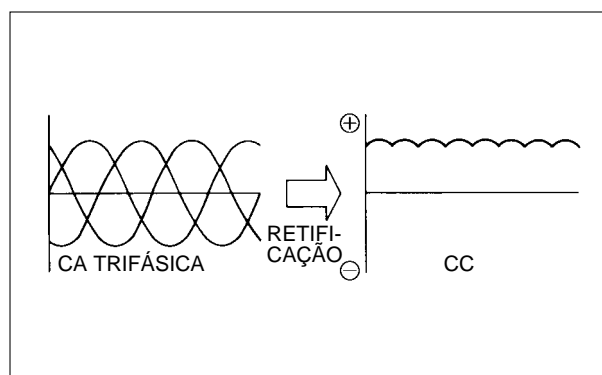 ⊕
RETIFI-
CAÇÃO
CA TRIFÁSICA
⊖
CC